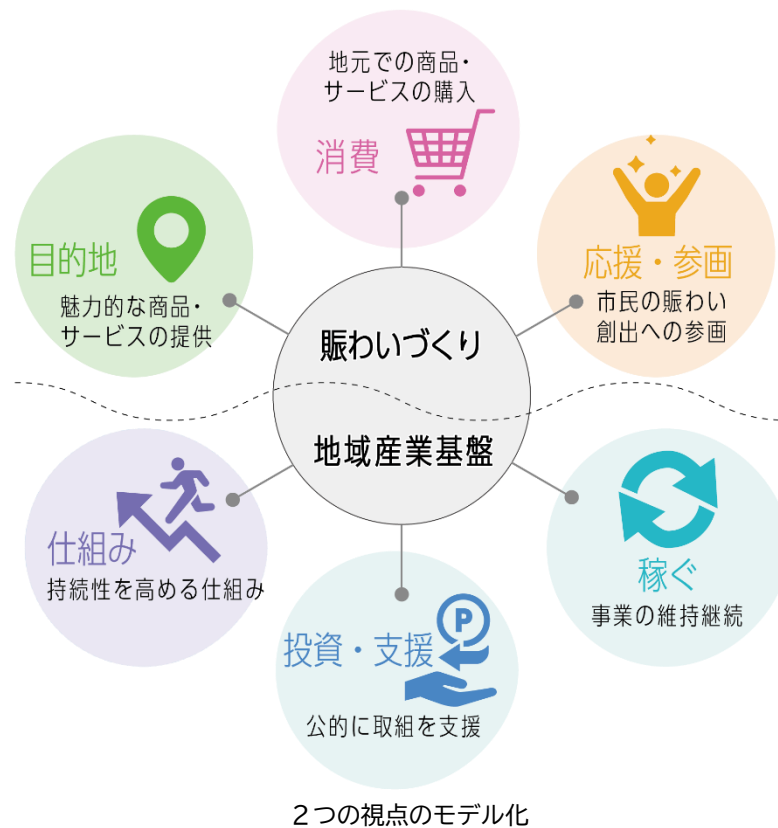 地元での商品・
サービスの購入
消費
目的地
魅力的な商品・
サービスの提供
応援・参画
市民の賑わい
創出への参画
賑わいづくり
地域産業基盤
仕組み
持続性を高める仕組み
稼ぐ
事業の維持継続
P
投資・支援
公的に取組を支援
２つの視点のモデル化